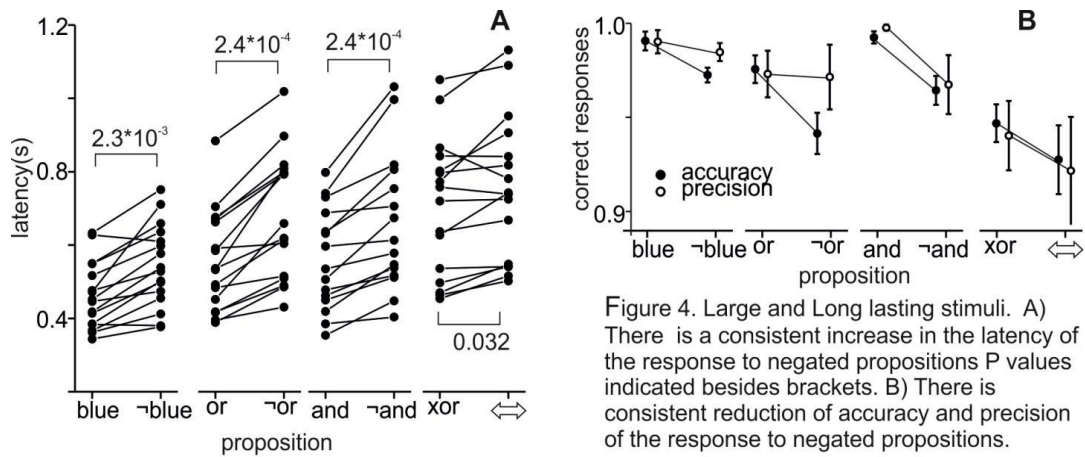 A
1.2
0.8
0.4
latency(s)
2.3*10-3
2.4*10-4
2.4*10-4
0.032
blue ¬blue or ¬or and ¬and xor ⇔
proposition
B
1.0
0.9
correct responses
accuracy
precision
blue ¬blue or ¬or and ¬and xor ⇔
proposition
Figure 4. Large and Long lasting stimuli. A)
There is a consistent increase in the latency of
the response to negated propositions P values
indicated besides brackets. B) There is
consistent reduction of accuracy and precision
of the response to negated propositions.